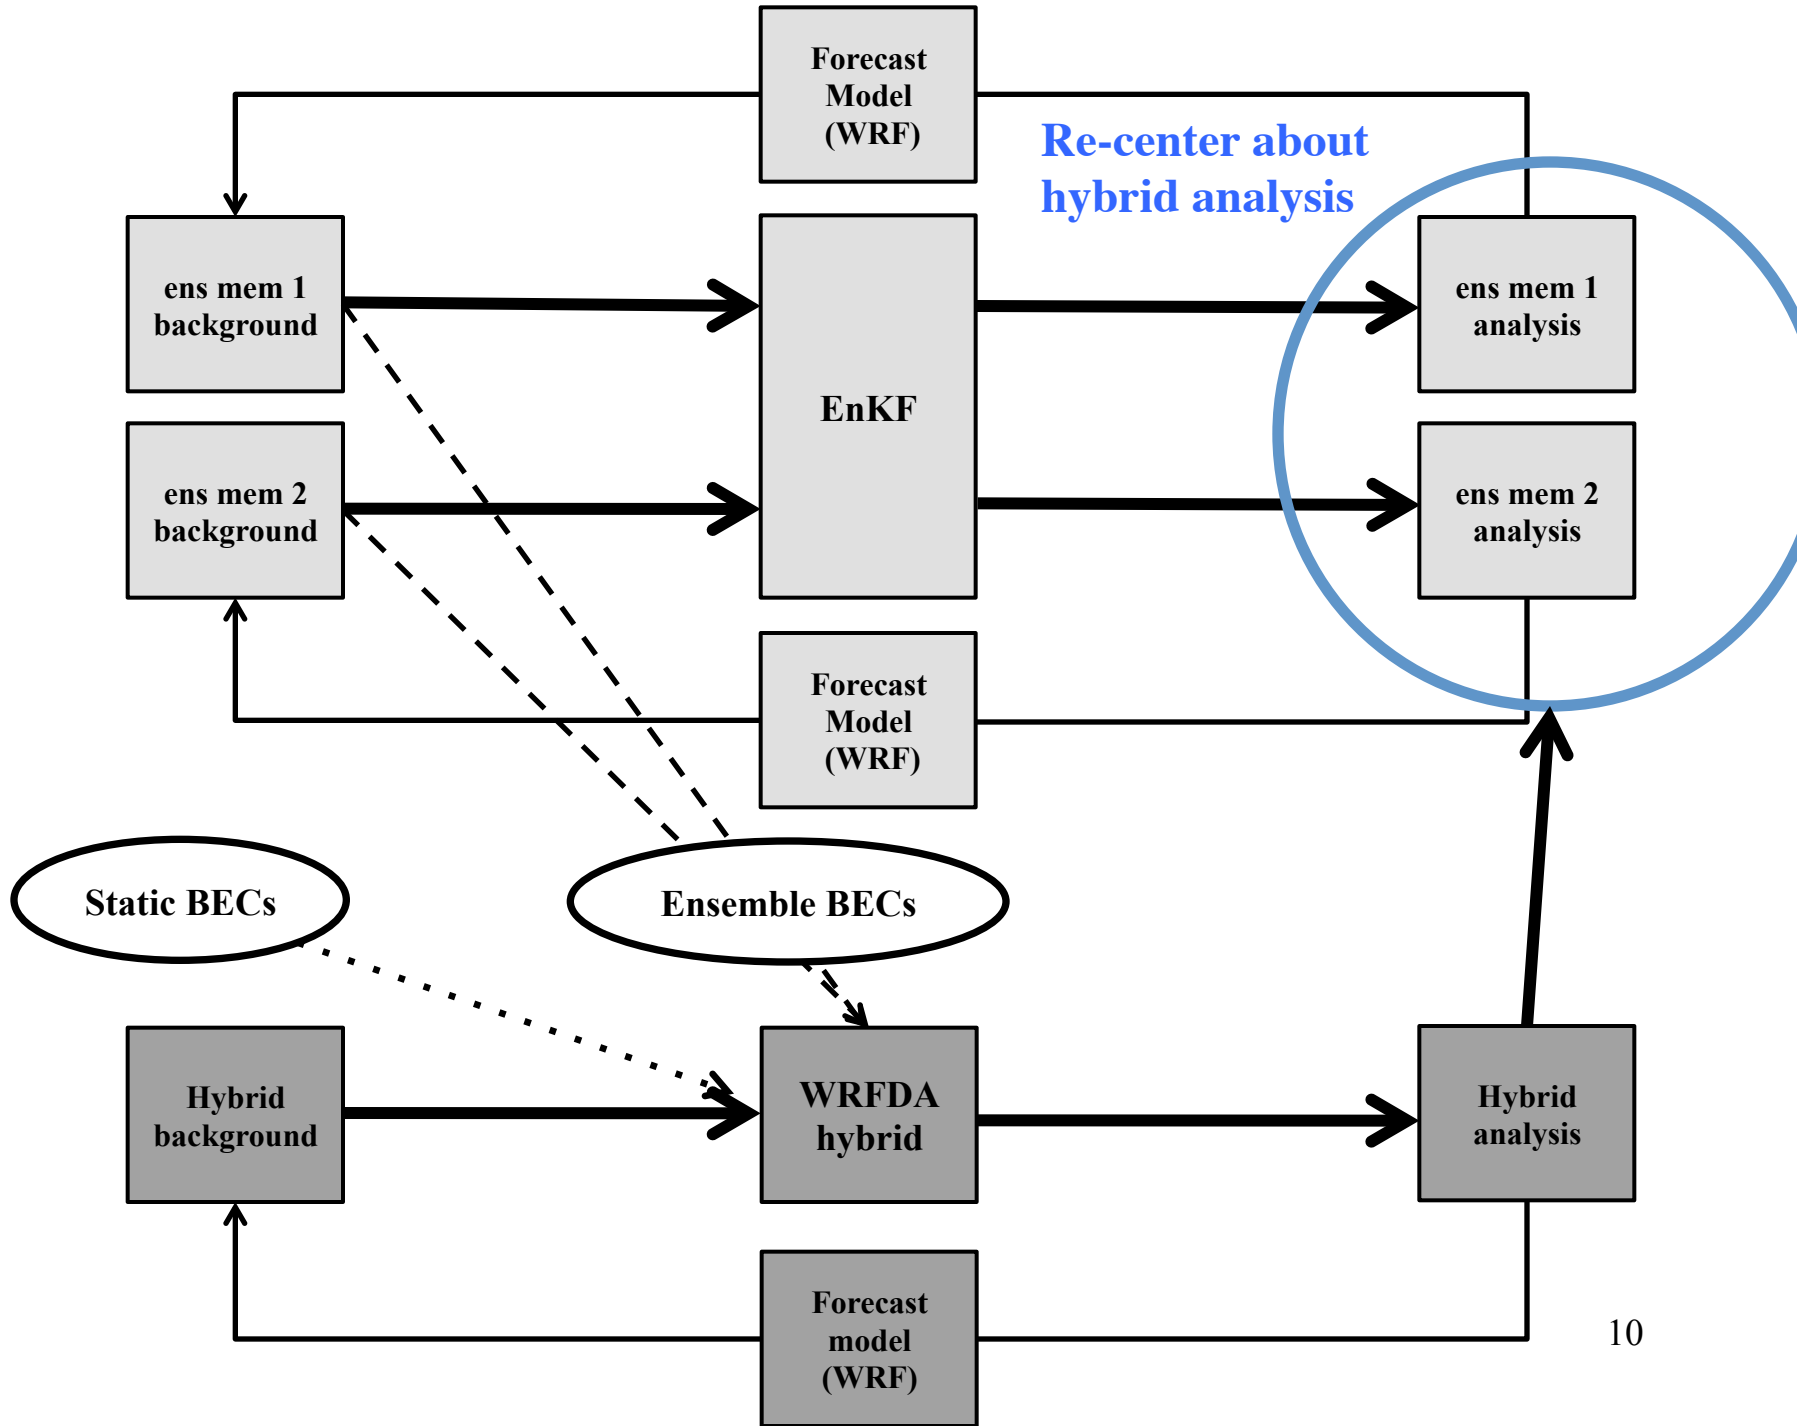 Forecast
Model
(WRF)
Re-center about
hybrid analysis
ens mem 1
background
EnKF
ens mem 1
analysis
ens mem 2
background
ens mem 2
analysis
Forecast
Model
(WRF)
Static BECs
Ensemble BECs
Hybrid
background
WRFDA
hybrid
Hybrid
analysis
Forecast
model
(WRF)
10